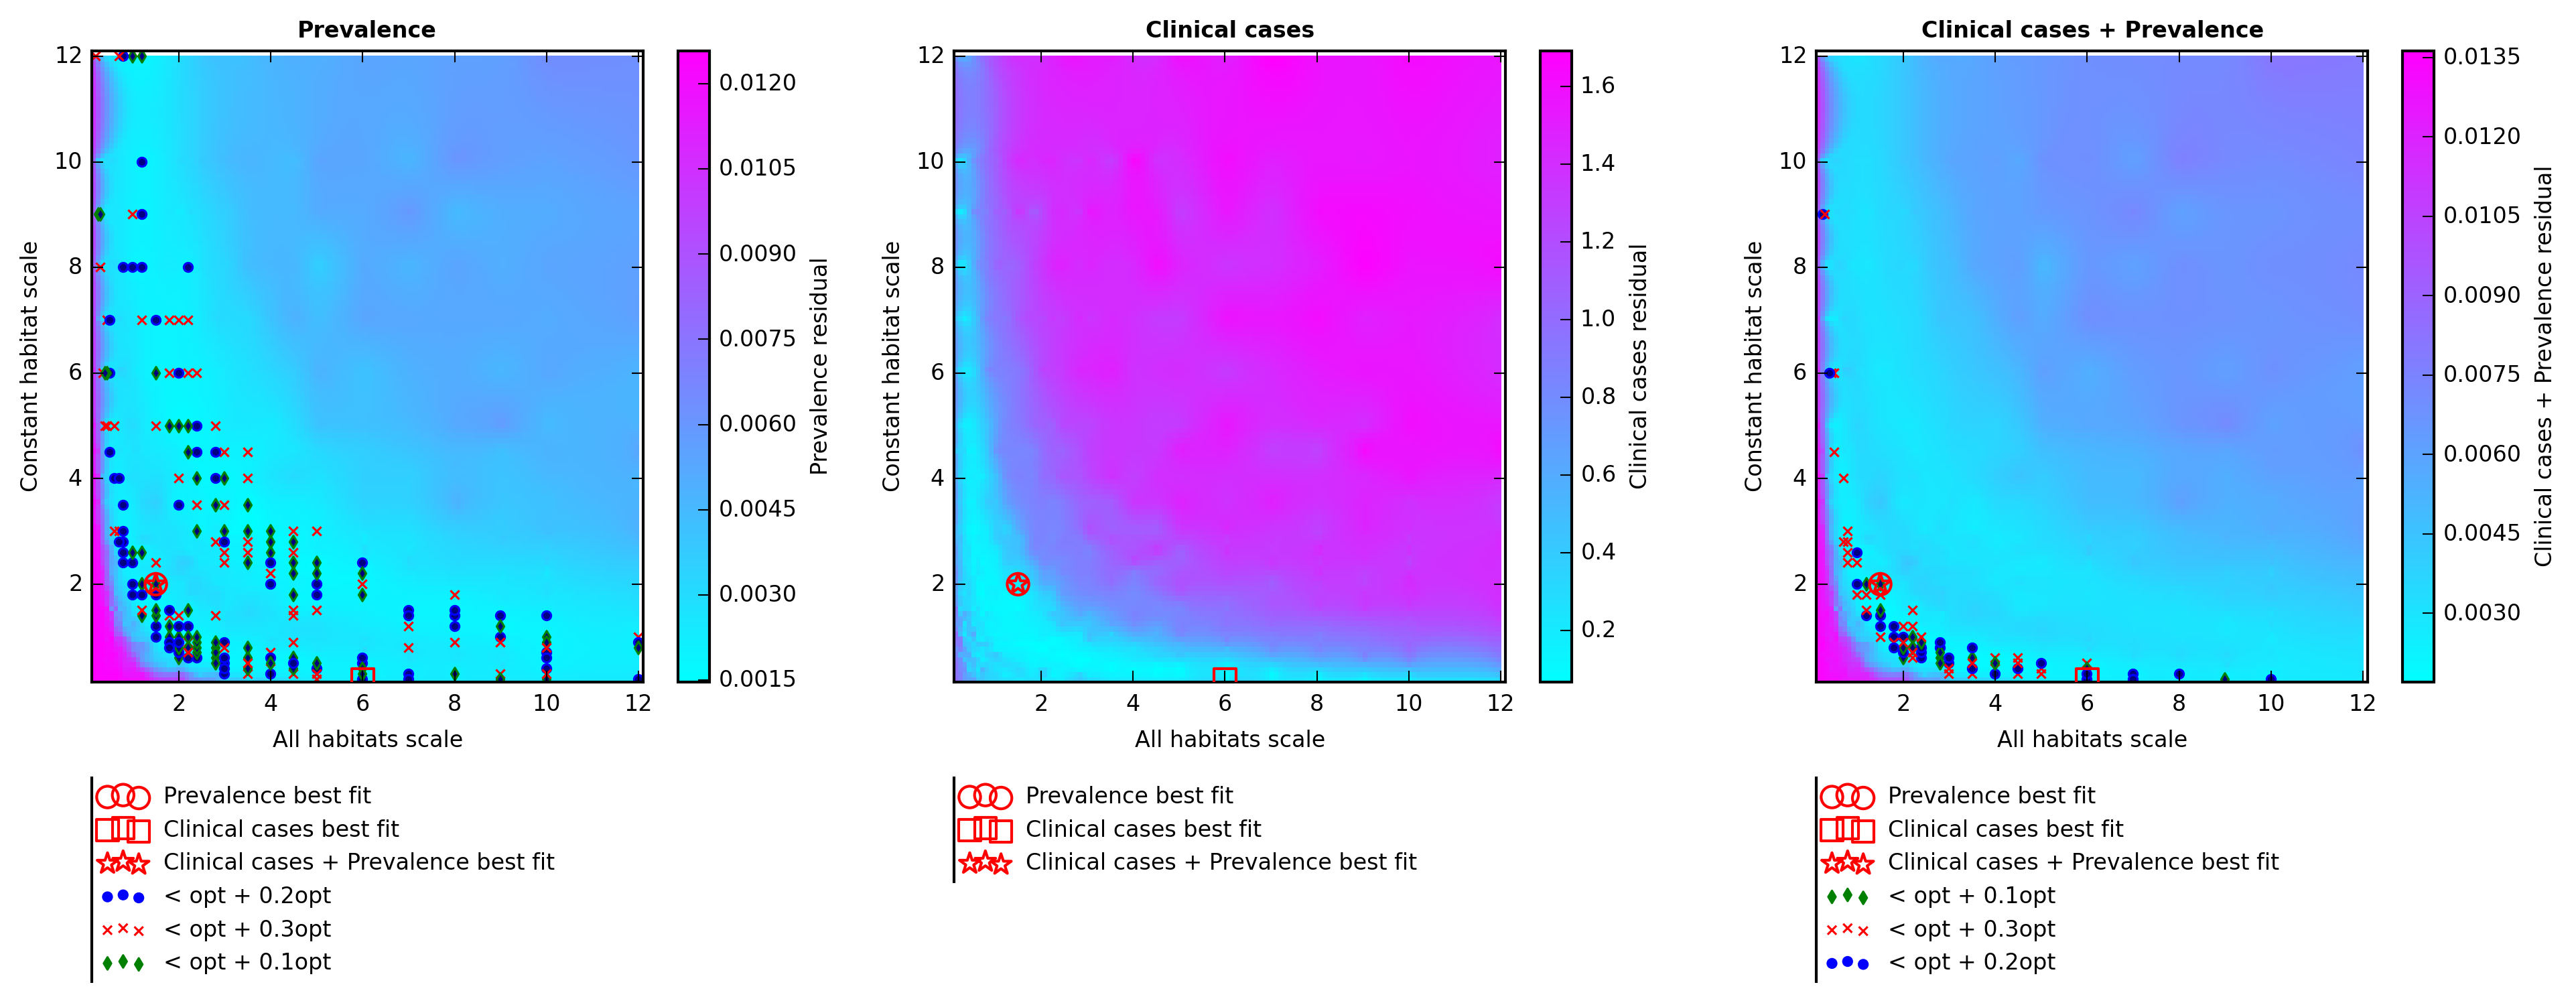 Prevalence
Clinical cases
Clinical cases + Prevalence
12
10
8
6
4
2
Constant habitat scale
2 4 6 8 10 12
All habitats scale
0.0120
0.0105
0.0090
0.0075
0.0060
0.0045
0.0030
0.0015
Prevalence residual
12
10
8
6
4
2
Constant habitat scale
2 4 6 8 10 12
All habitats scale
1.6
1.4
1.2
1.0
0.8
0.6
0.4
0.2
Clinical cases residual
12
10
8
6
4
2
Constant habitat scale
2 4 6 8 10 12
All habitats scale
0.0135
0.0120
0.0105
0.0090
0.0075
0.0060
0.0045
0.0030
Clinical cases + Prevalence residual
Prevalence best fit
Clinical cases best fit
Clinical cases + Prevalence best fit
< opt + 0.2opt
< opt + 0.3opt
< opt + 0.1opt
Prevalence best fit
Clinical cases best fit
Clinical cases + Prevalence best fit
Prevalence best fit
Clinical cases best fit
Clinical cases + Prevalence best fit
< opt + 0.1opt
< opt + 0.3opt
< opt + 0.2opt